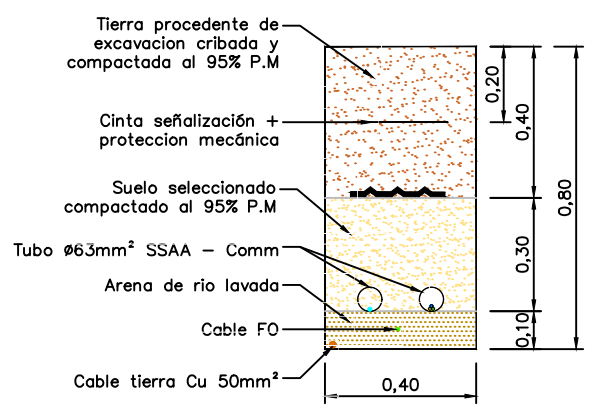 Tierra procedente de
excavacion cribada y
compactada al 95% P.M
Cinta señalización +
proteccion mecánica
Suelo seleccionado
compactado al 95% P.M
Tubo Ø63mm² SSAA – Comm
Arena de rio lavada
Cable FO
Cable tierra Cu 50mm²
0,20
0,40
0,80
0,30
0,10
0,40